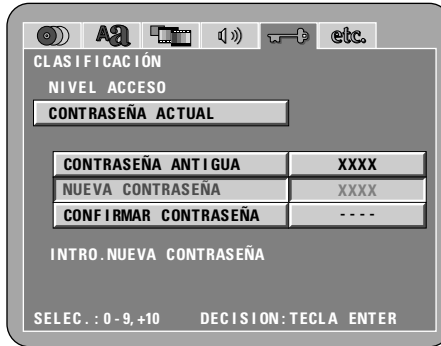 Aa etc.
CLASIFICACIÓN
NIVEL ACCESO
CONTRASEÑA ACTUAL
CONTRASEÑA ANTIGUA XXXX
NUEVA CONTRASEÑA XXXX
CONFIRMAR CONTRASEÑA ----
INTRO.NUEVA CONTRASEÑA
SELEC.:0-9,+10 DECISION:TECLA ENTER